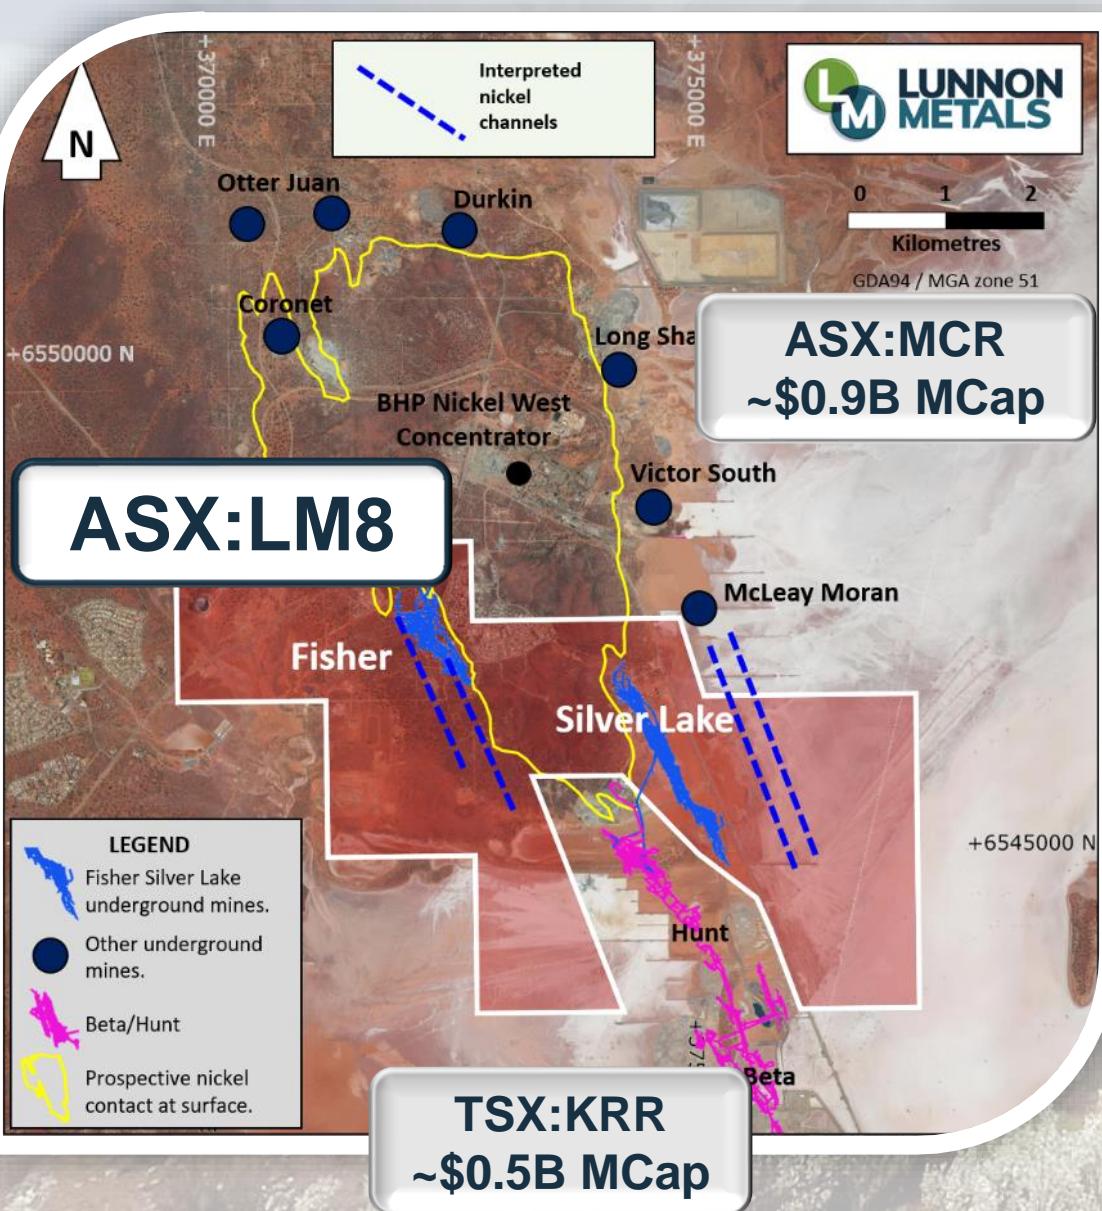 +370000 E
Interpreted
nickel
channels
+375000 E
LM
LUNNON
METALS
N
Otter Juan
Durkin
0 1 2
Kilometres
GDA94 / MGA zone 51
Coronet
+6550000 N
Long Sha
ASX:MCR
~$0.9B MCap
BHP Nickel West
Concentrator
Victor South
ASX:LM8
McLeay Moran
Fisher
Silver Lake
+6545000 N
LEGEND
Fisher Silver Lake
underground mines.
Other underground
mines.
Beta/Hunt
Prospective nickel
contact at surface.
Hunt
+375
Beta
TSX:KRR
~$0.5B MCap